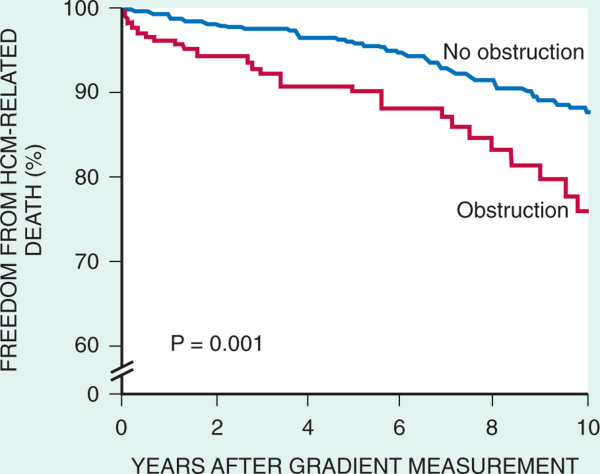 FREEDOM FROM HCM-RELATED
DEATH (%)
100
90
80
70
60
0
No obstruction
Obstruction
P = 0.001
0 2 4 6 8 10
YEARS AFTER GRADIENT MEASUREMENT